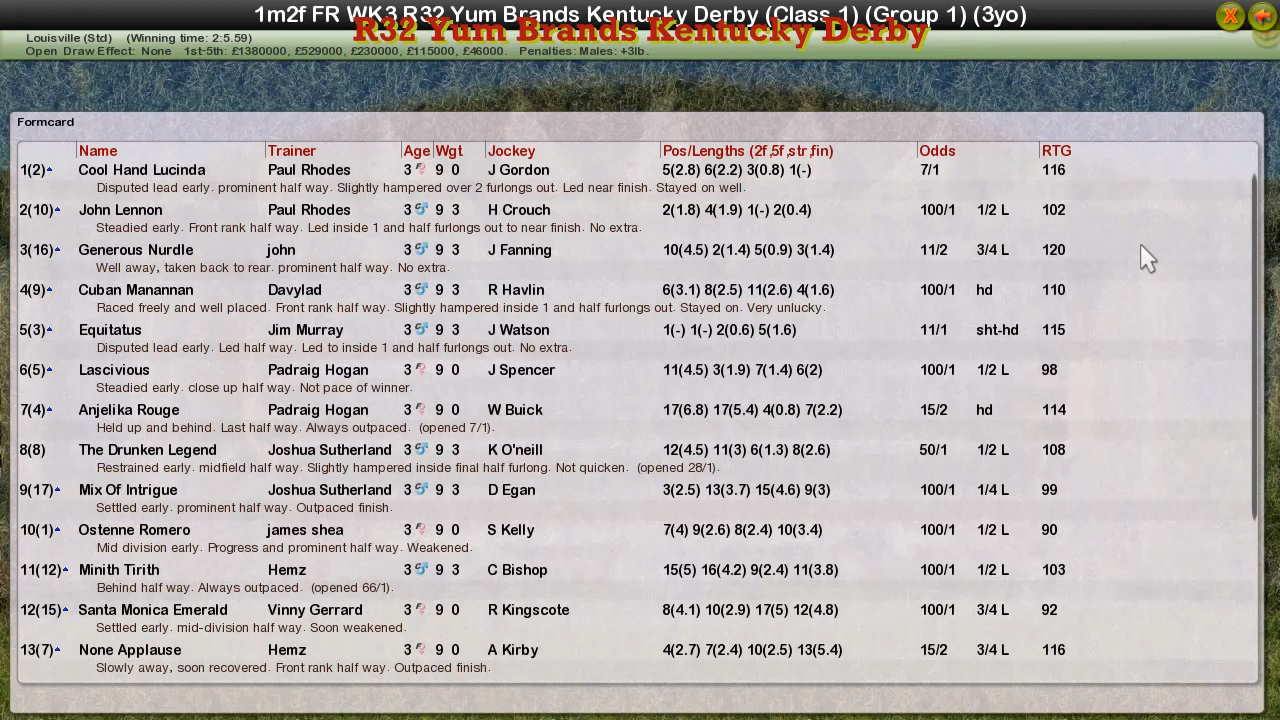 1m2f FR WK3 R32 Yum Brands Kentucky Derby (Class 1) (Group 1) (3yo)
R32 Yum Brands Kentucky Derby
Louisville (Std) (Winning time: 2:5.59)
Open Draw Effect: None 1st-5th: £1380000, £529000, £230000, £115000, £46000. Penalties: Males: +3lb.
X
Formcard
Name Trainer Age Wgt Jockey Pos/Lengths (2f,5f,str,fin) Odds RTG
1(2) Cool Hand Lucinda Paul Rhodes 3 9 0 J Gordon 5(2.8) 6(2.2) 3(0.8) 1(-) 7/1 116
Disputed lead early. prominent half way. Slightly hampered over 2 furlongs out. Led near finish. Stayed on well.
2(10) John Lennon Paul Rhodes 3 9 3 H Crouch 2(1.8) 4(1.9) 1(-) 2(0.4) 100/1 1/2 L 102
Steadied early. Front rank half way. Led inside 1 and half furlongs out to near finish. No extra.
3(16) Generous Nurdle john 3 9 3 J Fanning 10(4.5) 2(1.4) 5(0.9) 3(1.4) 11/2 3/4 L 120
Well away, taken back to rear. prominent half way. No extra.
4(9) Cuban Manannan Davylad 3 9 3 R Havlin 6(3.1) 8(2.5) 11(2.6) 4(1.6) 100/1 hd 110
Raced freely and well placed. Front rank half way. Slightly hampered inside 1 and half furlongs out. Stayed on. Very unlucky.
5(3) Equitatus Jim Murray 3 9 3 J Watson 1(-) 1(-) 2(0.6) 5(1.6) 11/1 sht-hd 115
Disputed lead early. Led half way. Led to inside 1 and half furlongs out. No extra.
6(5) Lascivious Padraig Hogan 3 9 0 J Spencer 11(4.5) 3(1.9) 7(1.4) 6(2) 100/1 1/2 L 98
Steadied early. close up half way. Not pace of winner.
7(4) Anjelika Rouge Padraig Hogan 3 9 0 W Buick 17(6.8) 17(5.4) 4(0.8) 7(2.2) 15/2 hd 114
Held up and behind. Last half way. Always outpaced. (opened 7/1).
8(8) The Drunken Legend Joshua Sutherland 3 9 3 K O'neill 12(4.5) 11(3) 6(1.3) 8(2.6) 50/1 1/2 L 108
Restrained early. midfield half way. Slightly hampered inside final half furlong. Not quicken. (opened 28/1).
9(17) Mix Of Intrigue Joshua Sutherland 3 9 3 D Egan 3(2.5) 13(3.7) 15(4.6) 9(3) 100/1 1/4 L 99
Settled early. prominent half way. Outpaced finish.
10(1) Ostenne Romero james shea 3 9 0 S Kelly 7(4) 9(2.6) 8(2.4) 10(3.4) 100/1 1/2 L 90
Mid division early. Progress and prominent half way. Weakened.
11(12) Minith Tirith Hemz 3 9 3 C Bishop 15(5) 16(4.2) 9(2.4) 11(3.8) 100/1 1/2 L 103
Behind half way. Always outpaced. (opened 66/1).
12(15) Santa Monica Emerald Vinny Gerrard 3 9 0 R Kingscote 8(4.1) 10(2.9) 17(5) 12(4.8) 100/1 3/4 L 92
Settled early. mid-division half way. Soon weakened.
13(7) None Applause Hemz 3 9 0 A Kirby 4(2.7) 7(2.4) 10(2.5) 13(5.4) 15/2 3/4 L 116
Slowly away, soon recovered. Front rank half way. Outpaced finish.